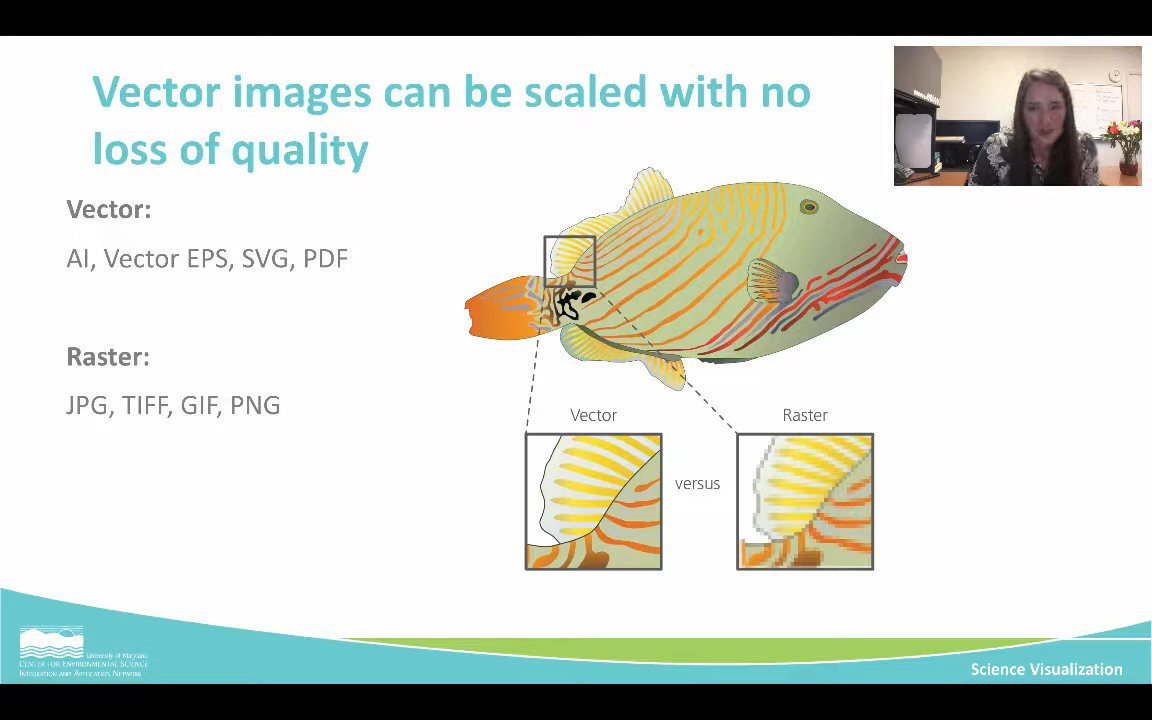 Vector images can be scaled with no
loss of quality
Vector:
AI, Vector EPS, SVG, PDF
Raster:
JPG, TIFF, GIF, PNG
Vector
Raster
versus
University of Maryland
CENTER FOR ENVIRONMENTAL SCIENCE
INTEGRATION AND APPLICATION NETWORK
Science Visualization